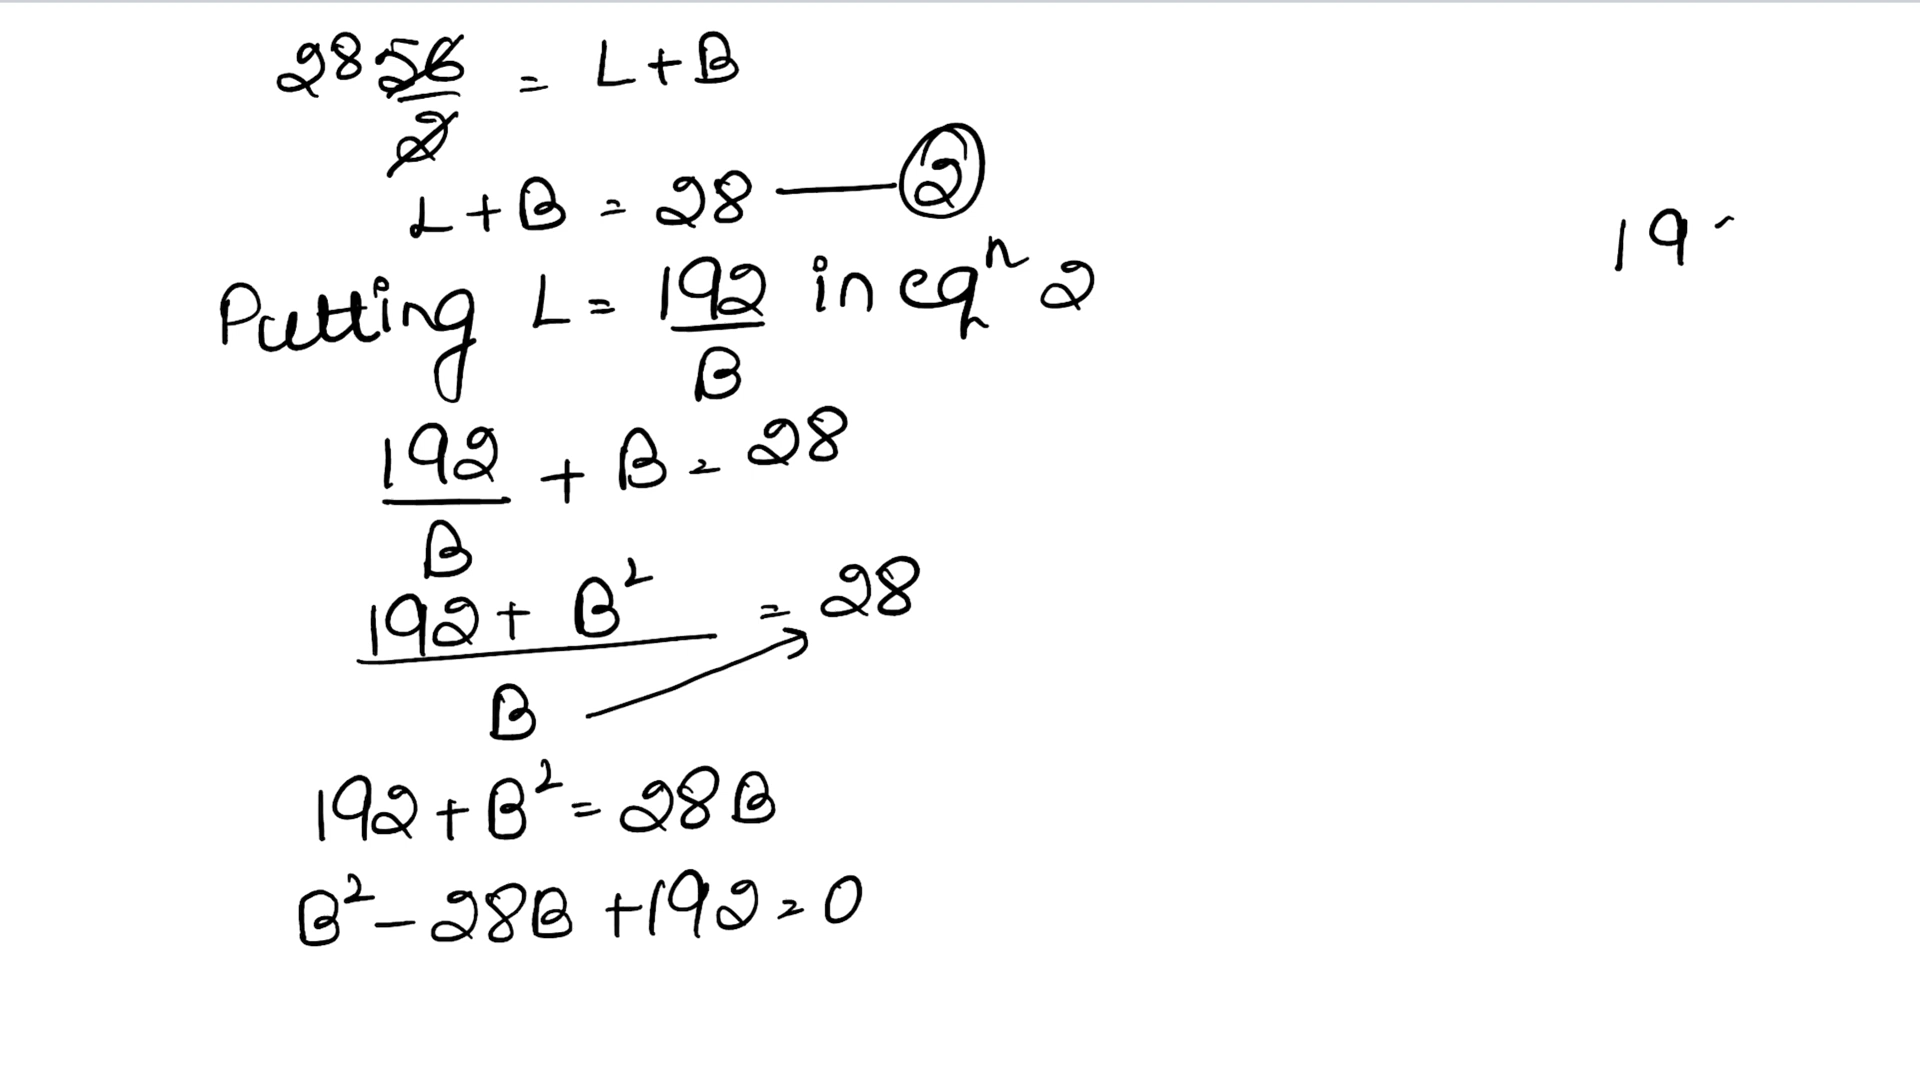 28 56/2 = L+B
L+B = 28 — 2
Putting L = 192/B in eqn 2
192/B + B = 28
192 + B²/B = 28
192 + B² = 28B
B² - 28B + 192 = 0
19